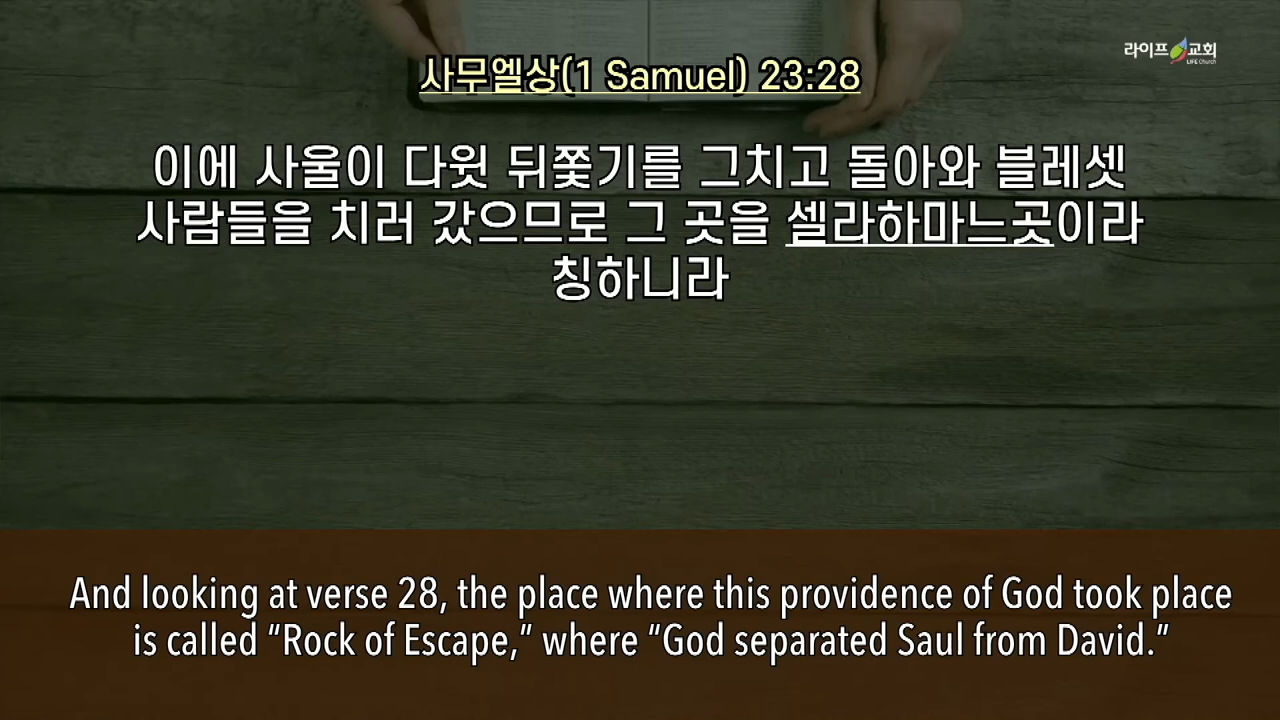 라이프교회
LIFE Church
사무엘상(1 Samuel) 23:28
이에 사울이 다윗 뒤쫓기를 그치고 돌아와 블레셋
사람들을 치러 갔으므로 그 곳을 셀라하마느곳이라
칭하니라
And looking at verse 28, the place where this providence of God took place
is called “Rock of Escape,” where “God separated Saul from David.”